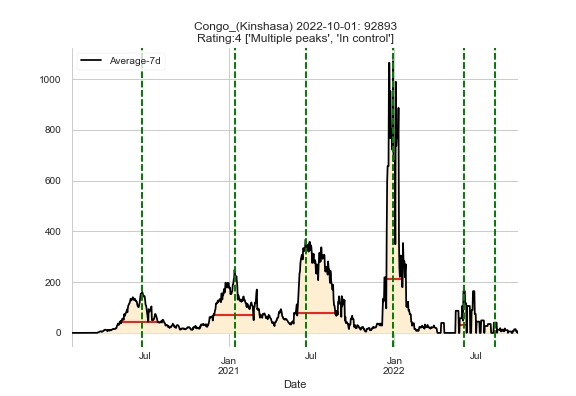 Congo_(Kinshasa) 2022-10-01: 92893
Rating:4 ['Multiple peaks', 'In control']
Average-7d
1000
800
600
400
200
0
Jul
Jan
2021
Jul
Jan
2022
Jul
Date